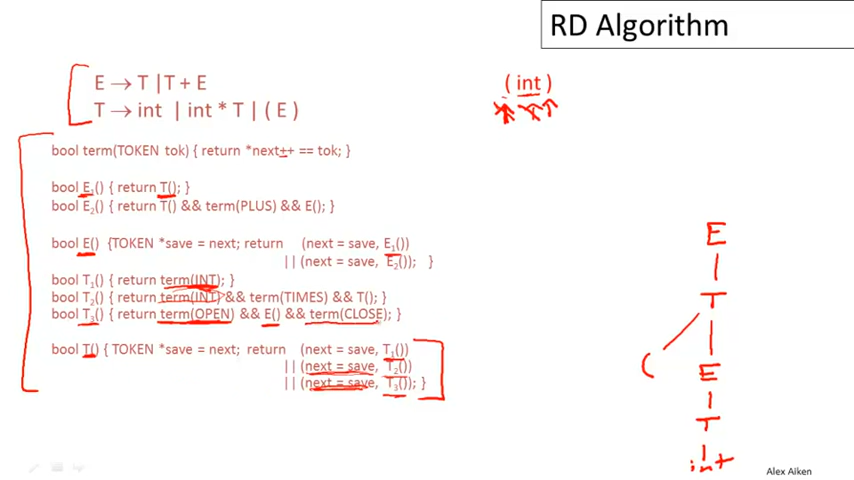 RD Algorithm
E → T | T + E
T → int | int * T | ( E )
( int )
bool term(TOKEN tok) { return *next++ == tok; }
bool E₁() { return T(); }
bool E₂() { return T() && term(PLUS) && E(); }
bool E() {TOKEN *save = next; return (next = save, E₁())
|| (next = save, E₂()); }
bool T₁() { return term(INT); }
bool T₂() { return term(INT) && term(TIMES) && T(); }
bool T₃() { return term(OPEN) && E() && term(CLOSE); }
bool T() { TOKEN *save = next; return (next = save, T₁())
|| (next = save, T₂())
|| (next = save, T₃()); }
E
T
( E
T
int
Alex Aiken